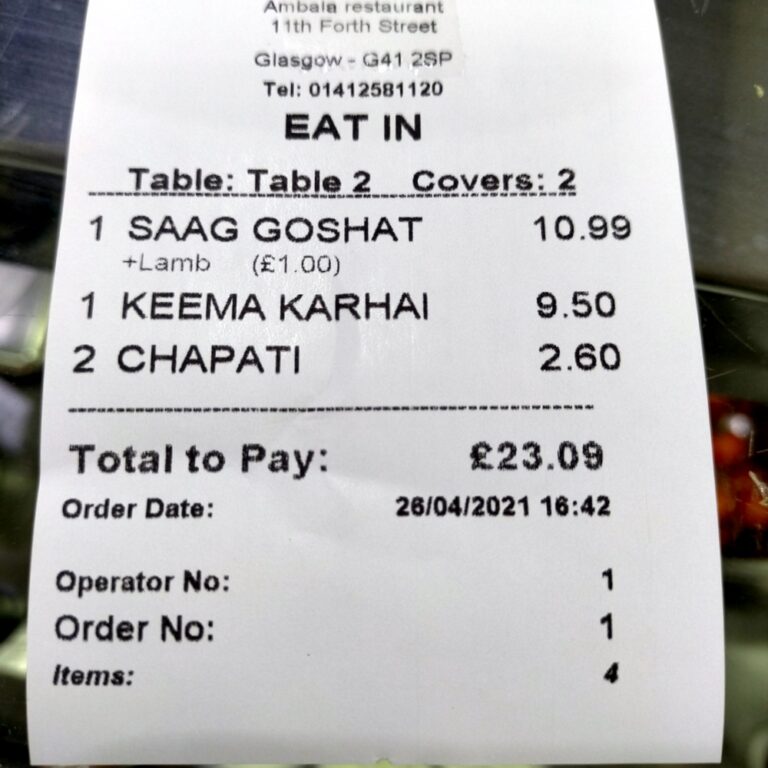 Ambala restaurant
11th Forth Street
Glasgow - G41 2SP
Tel: 01412581120
EAT IN
Table: Table 2 Covers: 2
1 SAAG GOSHAT 10.99
+Lamb (£1.00)
1 KEEMA KARHAI 9.50
2 CHAPATI 2.60
Total to Pay: £23.09
Order Date: 26/04/2021 16:42
Operator No: 1
Order No: 1
Items: 4